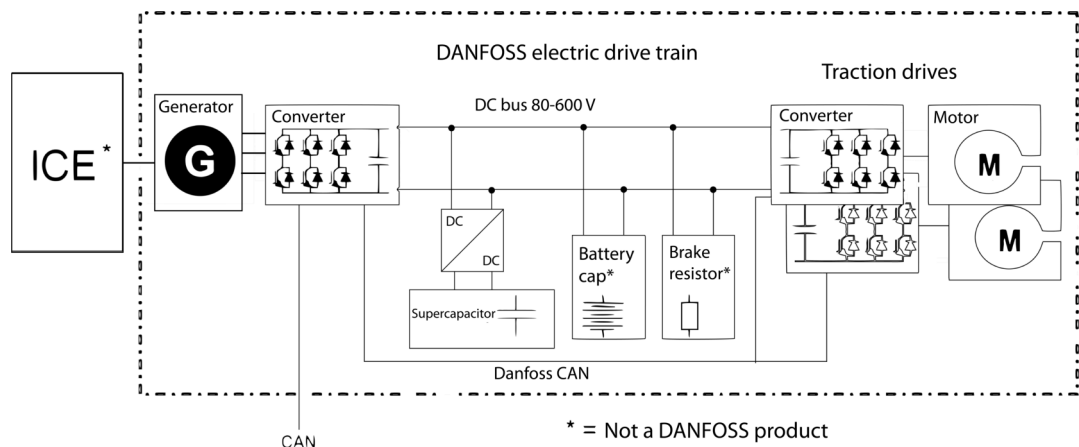 DANFOSS electric drive train
Traction drives
DC bus 80-600 V
ICE*
Generator
G
Converter
Converter
Motor
M
M
DC
DC
Supercapacitor
Battery
cap*
Brake
resistor*
Danfoss CAN
CAN
* = Not a DANFOSS product